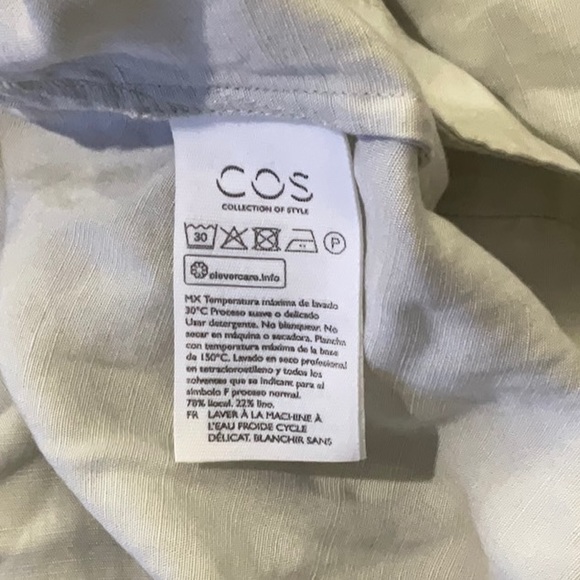 COS
COLLECTION OF STYLE
30
P
clevercare.info
MX Temperatura máxima de lavado
30°C Proceso suave o delicado
Usar detergente. No blanquear. No
secar en máquina o secadora. Plancha
con temperatura máxima de la base
de 150°C. Lavado en seco profesional
en tetracloroetileno y todos los
solventes que se indican para el
símbolo F proceso normal.
78% liocel. 22% lino.
FR LAVER À LA MACHINE À
L'EAU FROIDE CYCLE
DÉLICAT. BLANCHIR SANS